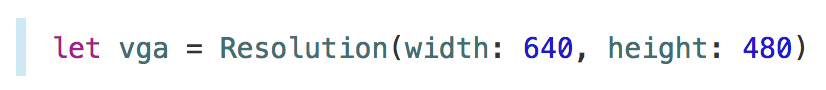 let vga = Resolution(width: 640, height: 480)